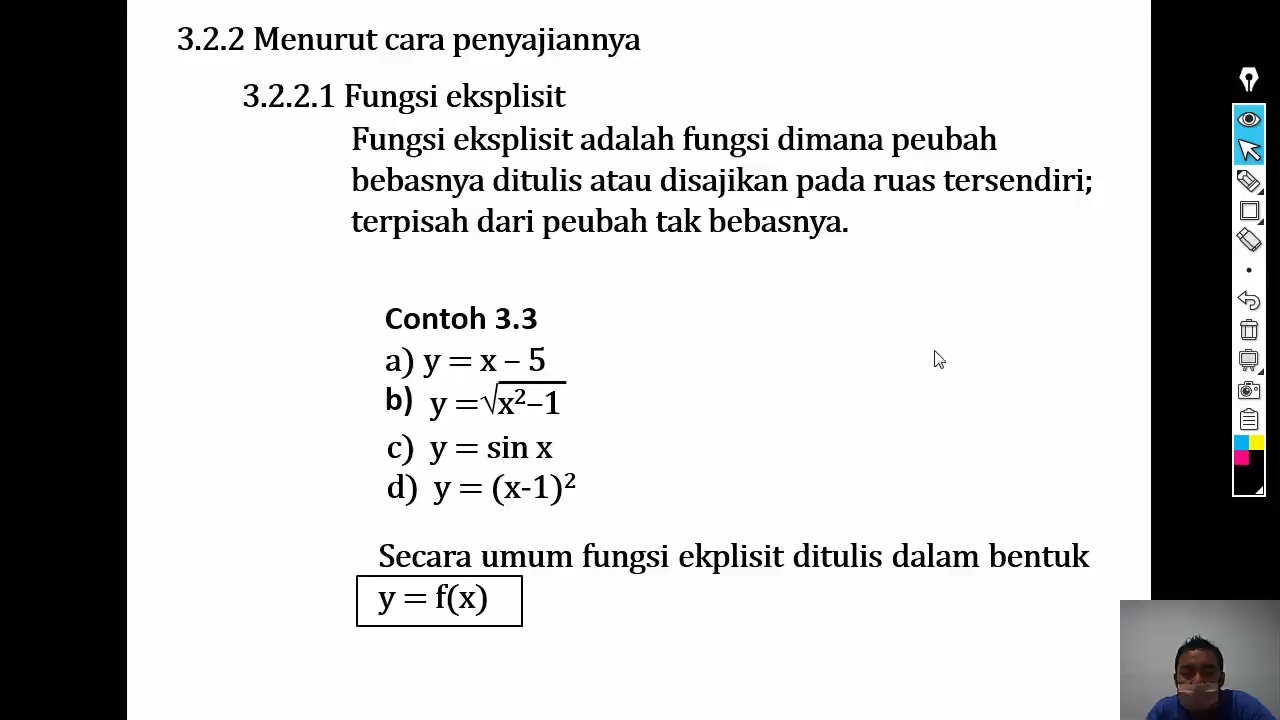 3.2.2 Menurut cara penyajiannya
3.2.2.1 Fungsi eksplisit
Fungsi eksplisit adalah fungsi dimana peubah
bebasnya ditulis atau disajikan pada ruas tersendiri;
terpisah dari peubah tak bebasnya.
Contoh 3.3
a) y = x – 5
b) y = √x²–1
c) y = sin x
d) y = (x-1)²
Secara umum fungsi ekplisit ditulis dalam bentuk
y = f(x)